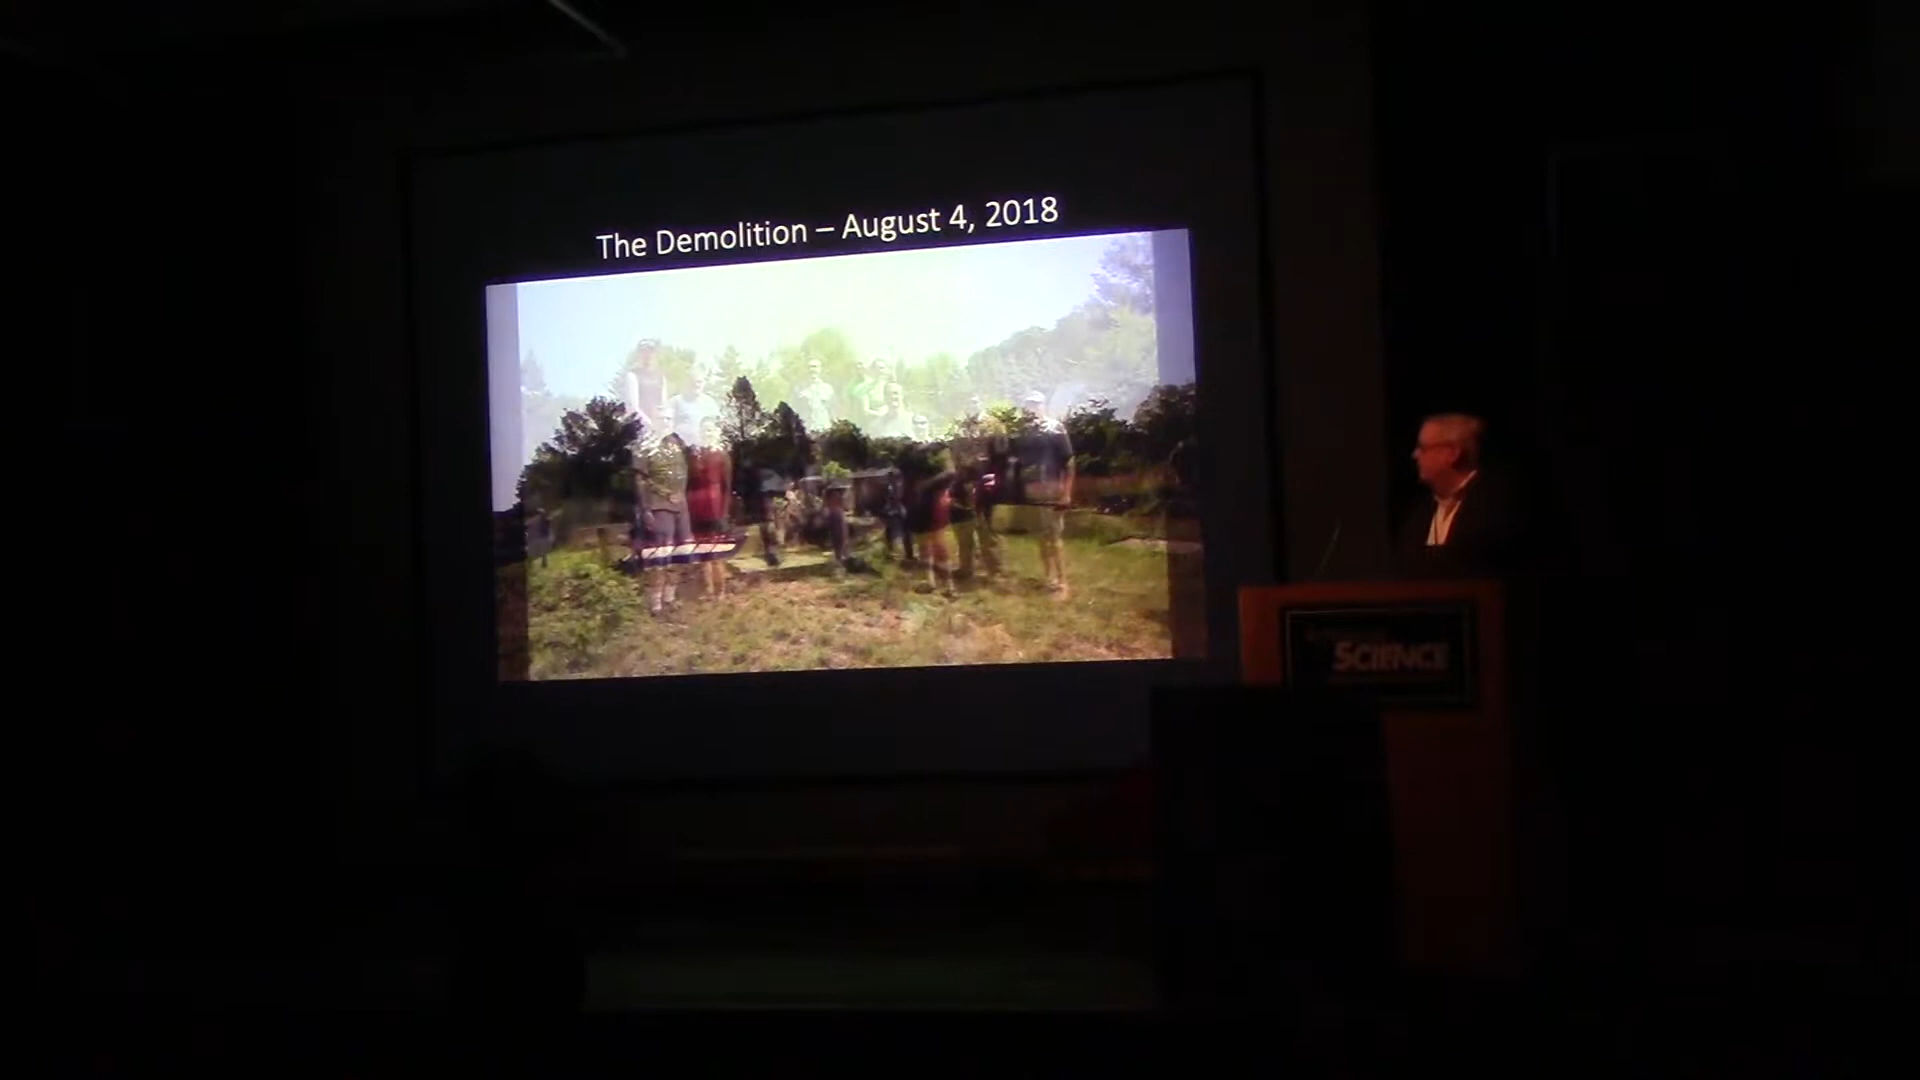 The Demolition – August 4, 2018
SCIENCE